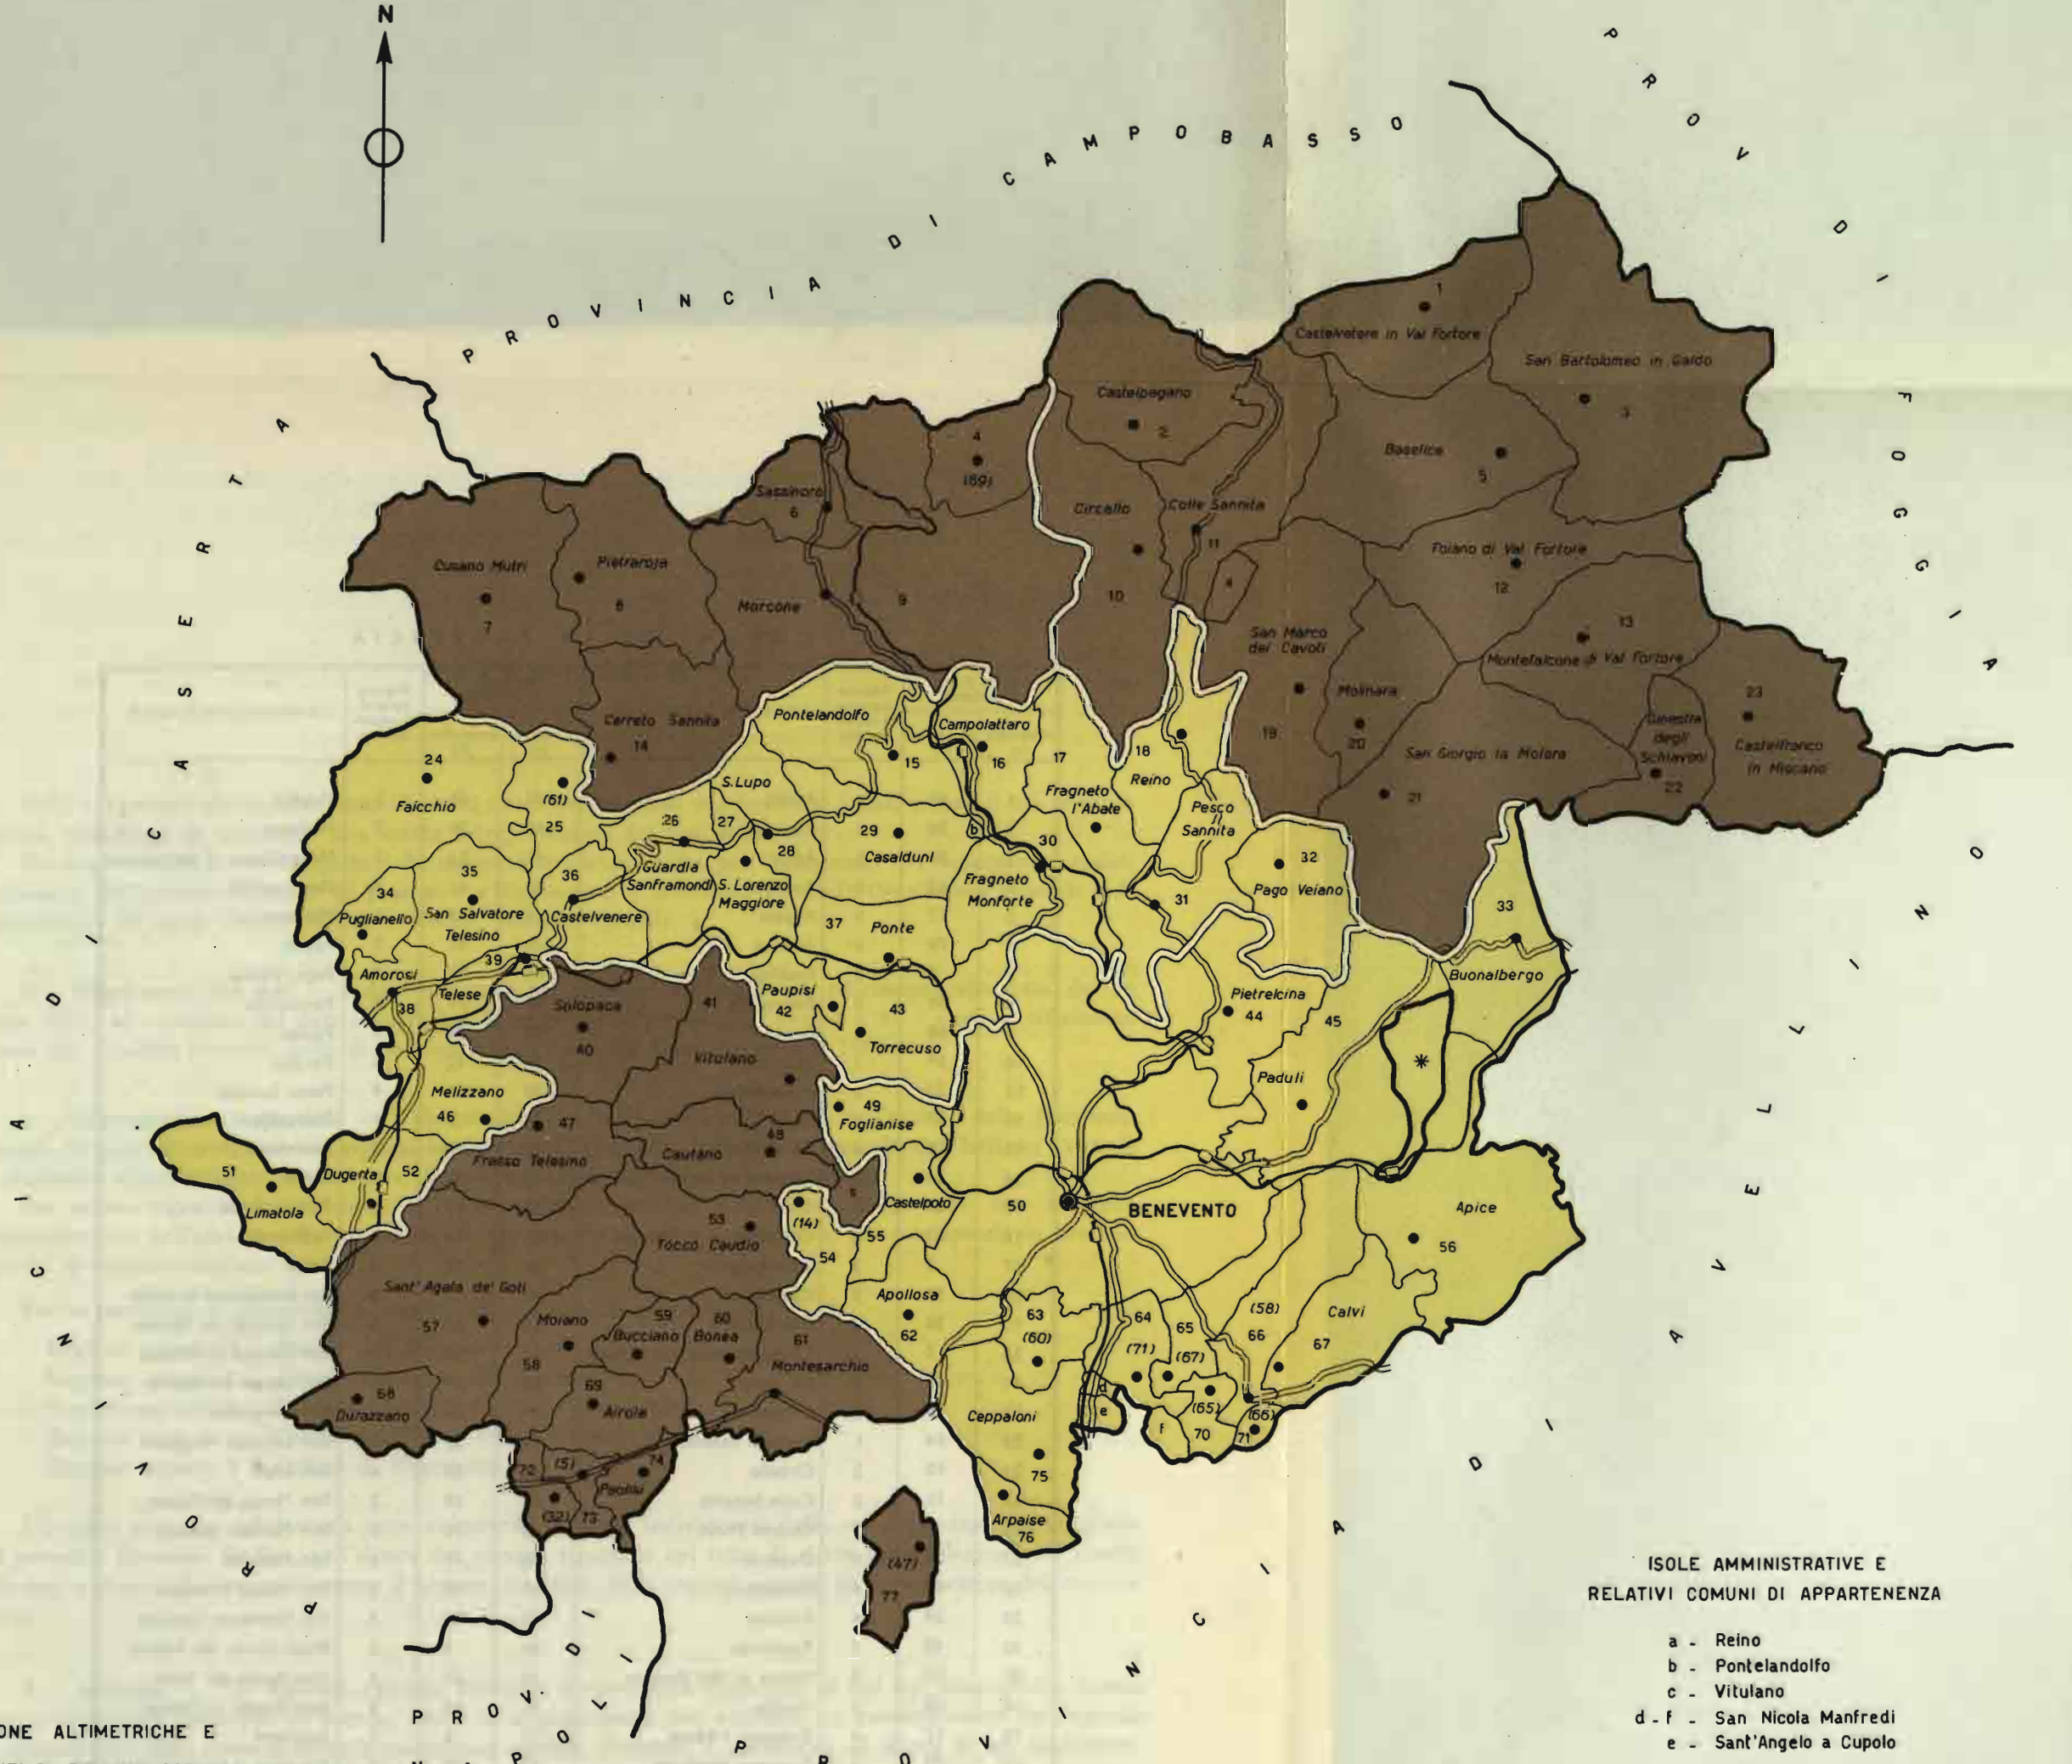 N
PROVINCIA DI CAMPOBASSO
PROV. DI FOGGIA
PROVINCIA DI CASERTA
PROVINCIA DI AVELLINO
PROV. DI NAPOLI
1
Castelvetere in Val Fortore
San Bartolomeo in Galdo
3
Castelpagano
2
4
(89)
Baselice
5
Sassinoro
6
Circello
10
Colle Sannita
11
Cusano Mutri
7
Pietraroja
8
Morcone
9
a
Foiano di Val Fortore
12
13
Montefalcone di Val Fortore
San Marco
dei Cavoti
19
Molinara
20
San Giorgio la Molara
21
Ginestra
degli
Schiavoni
22
23
Castelfranco
in Miscano
Cerreto Sannita
14
Pontelandolfo
15
Campolattaro
16
17
Fragneto
l'Abate
18
Reino
Pesco
Sannita
31
24
Faicchio
(61)
25
26
Guardia
Sanframondi
S.Lupo
27
28
S. Lorenzo
Maggiore
29
Casalduni
b
30
Fragneto
Monforte
32
Pago Veiano
33
Buonalbergo
34
Puglianello
35
San Salvatore
Telesino
36
Castelvenere
37
Ponte
Amorosi
38
39
Telese
Solopaca
40
41
Vitulano
Paupisi
42
43
Torrecuso
Pietrelcina
44
45
Paduli
*
Melizzano
46
47
Frasso Telesino
Cautano
48
49
Foglianise
51
Limatola
Dugenta
52
53
Tocco Caudio
(14)
54
55
Castelpoto
50
BENEVENTO
Apice
56
Sant'Agata de' Goti
57
Moiano
58
59
Bucciano
60
Bonea
61
Montesarchio
Apollosa
62
63
(60)
64
(71)
65
(67)
(58)
66
Calvi
67
68
Durazzano
69
Airola
d
e
f
(65)
70
(66)
71
72
(5)
(32)
73
74
Paolisi
Ceppaloni
75
Arpaise
76
(47)
77
ISOLE AMMINISTRATIVE E
RELATIVI COMUNI DI APPARTENENZA
a - Reino
b - Pontelandolfo
c - Vitulano
d - f - San Nicola Manfredi
e - Sant'Angelo a Cupolo
ONE ALTIMETRICHE E